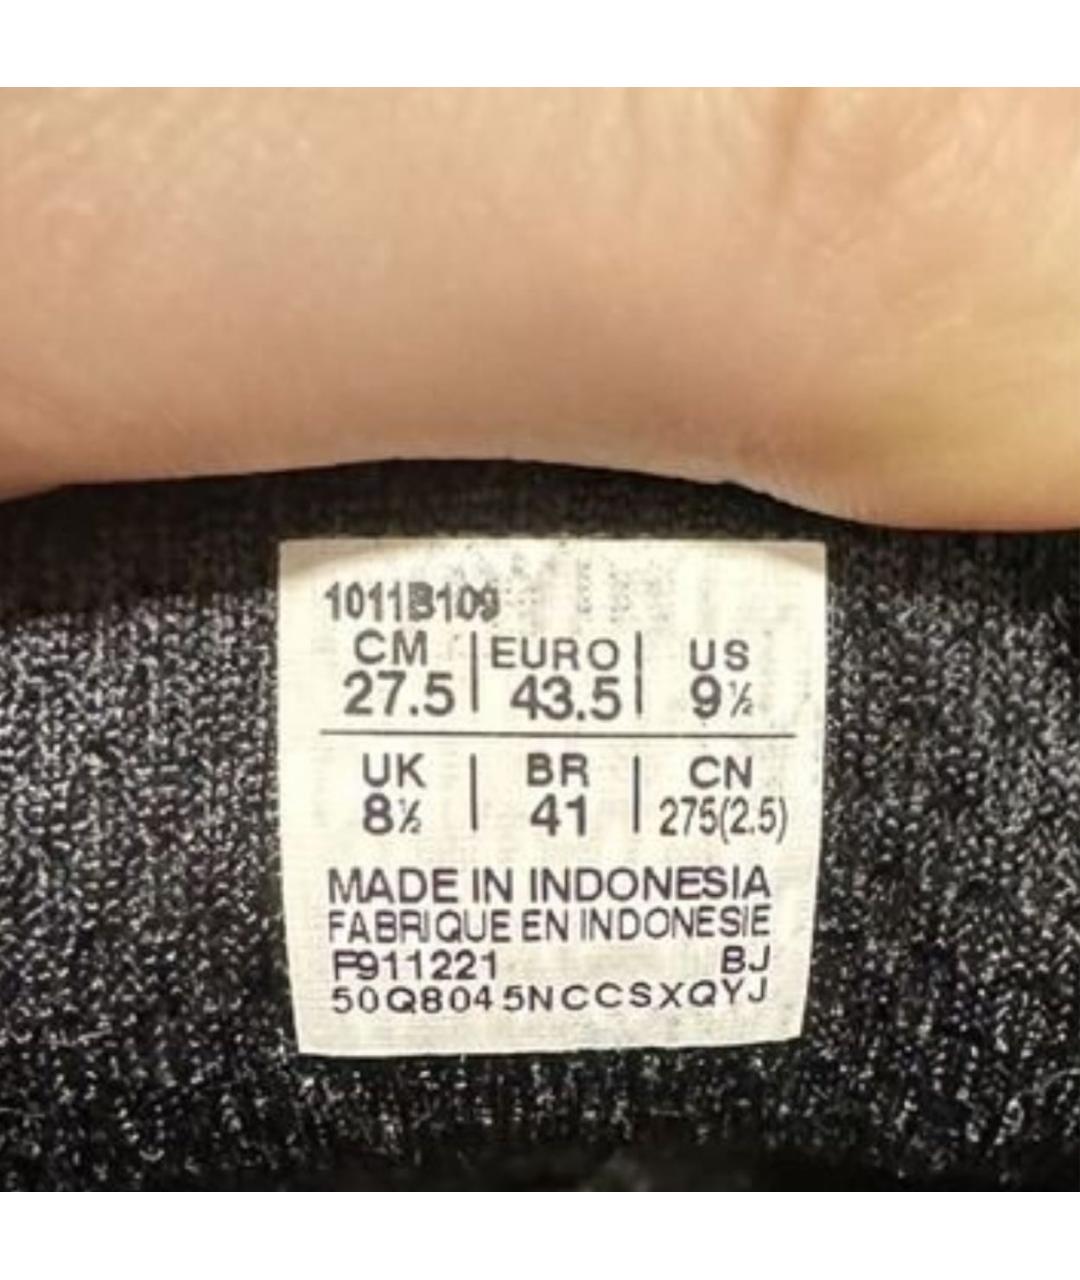 1011B109
CM | EURO | US
27.5 | 43.5 | 9½
UK | BR | CN
8½ | 41 | 275(2.5)
MADE IN INDONESIA
FABRIQUE EN INDONESIE
P911221 BJ
50Q8045NCCSXQYJ